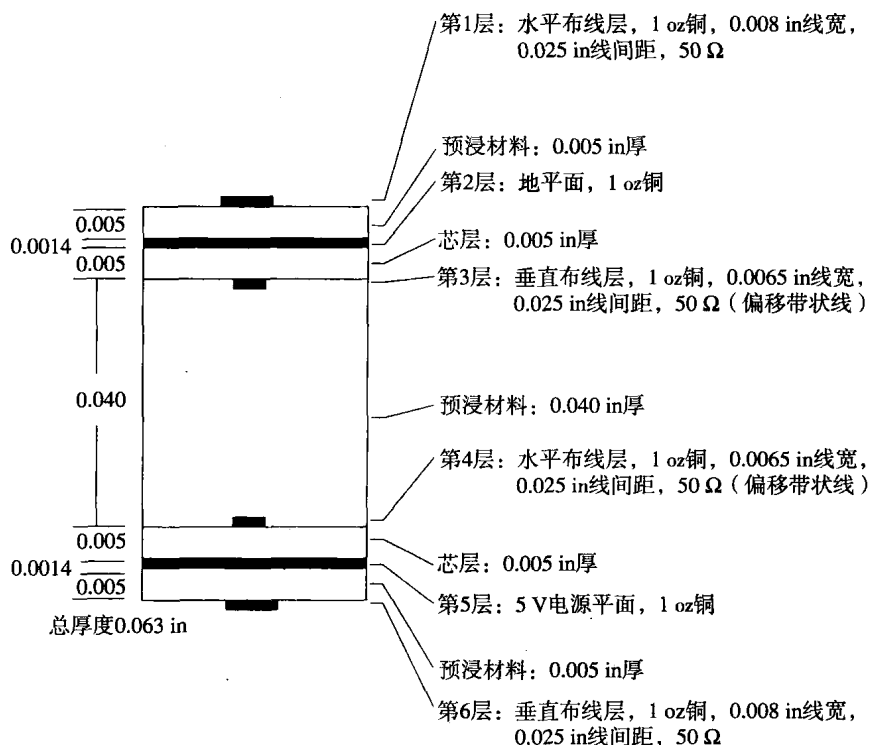 第1层：水平布线层，1 oz铜，0.008 in线宽，
0.025 in线间距，50 Ω
预浸材料：0.005 in厚
第2层：地平面，1 oz铜
芯层：0.005 in厚
第3层：垂直布线层，1 oz铜，0.0065 in线宽，
0.025 in线间距，50 Ω（偏移带状线）
预浸材料：0.040 in厚
第4层：水平布线层，1 oz铜，0.0065 in线宽，
0.025 in线间距，50 Ω（偏移带状线）
芯层：0.005 in厚
第5层：5 V电源平面，1 oz铜
预浸材料：0.005 in厚
第6层：垂直布线层，1 oz铜，0.008 in线宽，
0.025 in线间距，50 Ω
0.005
0.0014
0.005
0.040
0.005
0.0014
0.005
总厚度0.063 in